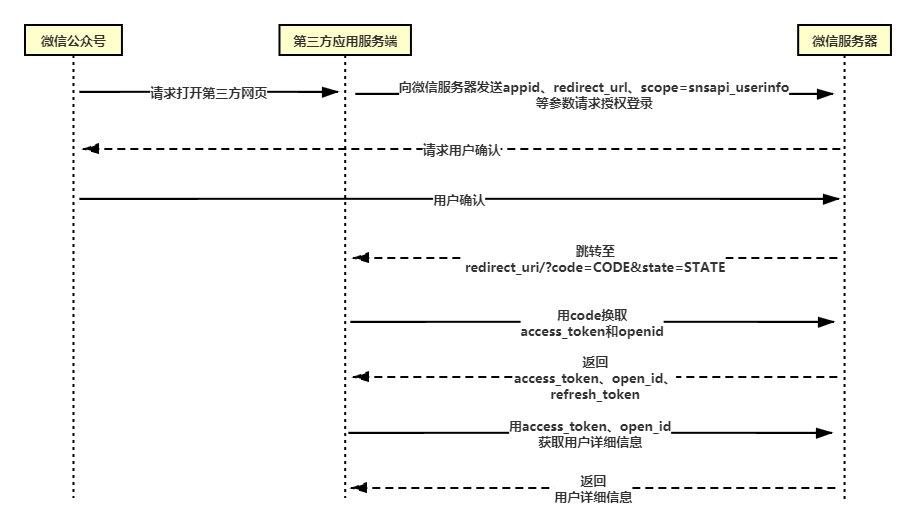 微信公众号
第三方应用服务端
微信服务器
请求打开第三方网页
向微信服务器发送appid、redirect_url、scope=snsapi_userinfo
等参数请求授权登录
请求用户确认
用户确认
跳转至
redirect_uri/?code=CODE&state=STATE
用code换取
access_token和openid
返回
access_token、open_id、
refresh_token
用access_token、open_id
获取用户详细信息
返回
用户详细信息